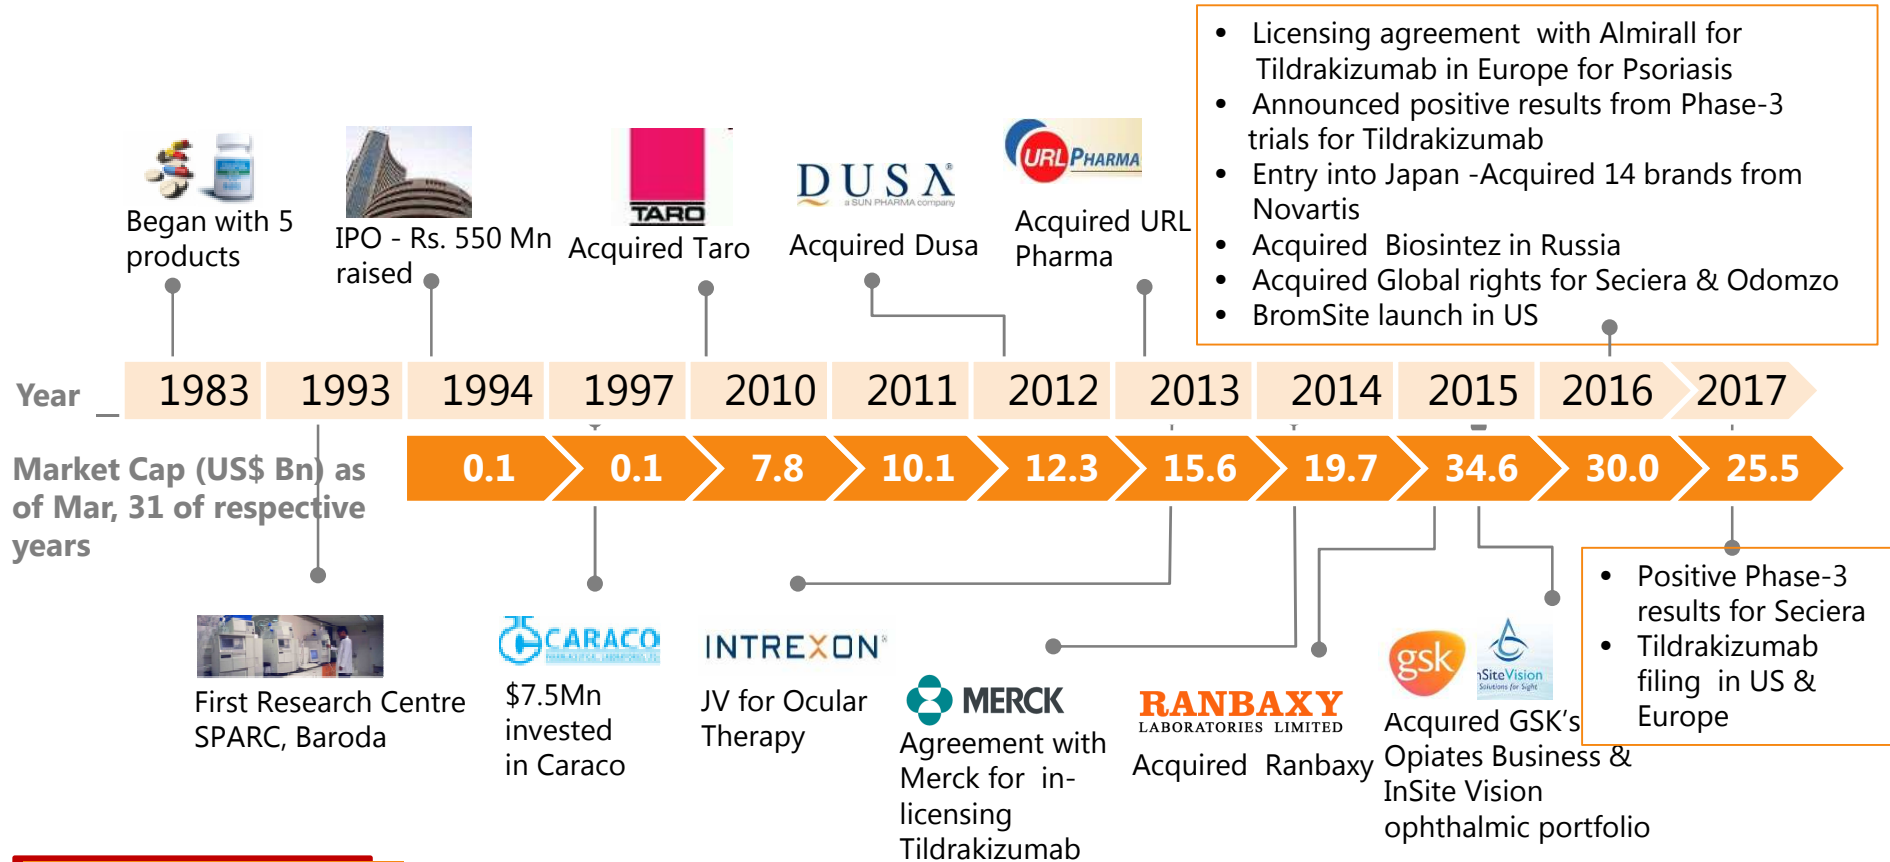 • Licensing agreement with Almirall for
Tildrakizumab in Europe for Psoriasis
• Announced positive results from Phase-3
trials for Tildrakizumab
• Entry into Japan -Acquired 14 brands from
Novartis
• Acquired Biosintez in Russia
• Acquired Global rights for Seciera & Odomzo
• BromSite launch in US
Began with 5
products
IPO - Rs. 550 Mn
raised
TARO
Acquired Taro
DUSA®
a SUN PHARMA company
Acquired Dusa
URL PHARMA
Acquired URL
Pharma
Year
1983 1993 1994 1997 2010 2011 2012 2013 2014 2015 2016 2017
Market Cap (US$ Bn) as
of Mar, 31 of respective
years
0.1 0.1 7.8 10.1 12.3 15.6 19.7 34.6 30.0 25.5
First Research Centre
SPARC, Baroda
CARACO
PHARMACEUTICAL LABORATORIES, LTD.
$7.5Mn
invested
in Caraco
INTREXON®
JV for Ocular
Therapy
MERCK
Agreement with
Merck for in-
licensing
Tildrakizumab
RANBAXY
LABORATORIES LIMITED
Acquired Ranbaxy
gsk
nSiteVision
Solutions for Sight
Acquired GSK's
Opiates Business &
InSite Vision
ophthalmic portfolio
• Positive Phase-3
results for Seciera
• Tildrakizumab
filing in US &
Europe